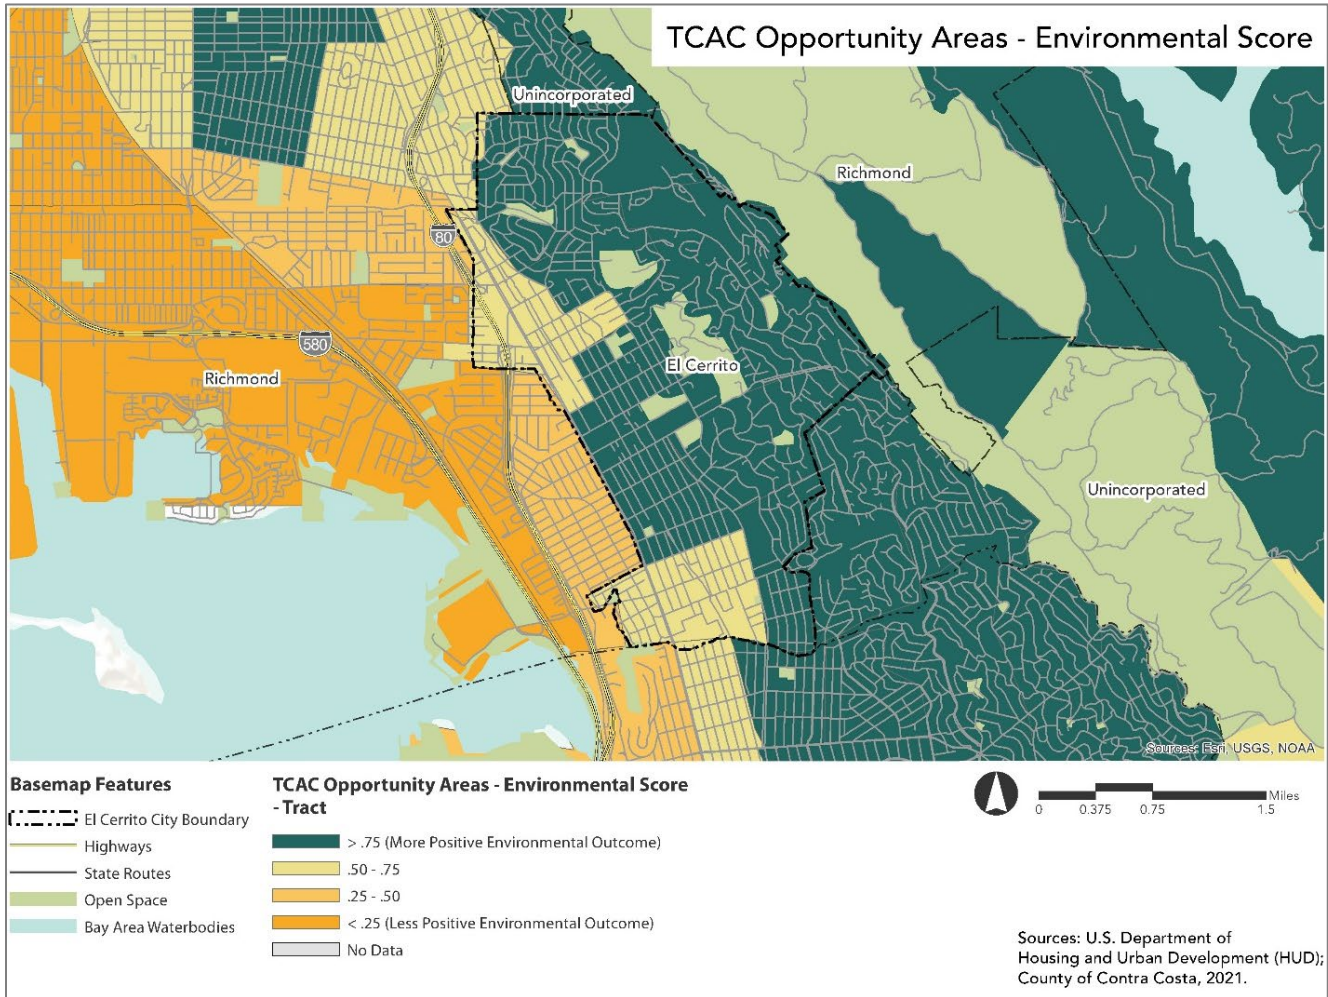 TCAC Opportunity Areas - Environmental Score
Unincorporated
Richmond
80
580
Richmond
El Cerrito
Unincorporated
Sources: Esri, USGS, NOAA
Basemap Features
El Cerrito City Boundary
Highways
State Routes
Open Space
Bay Area Waterbodies
TCAC Opportunity Areas - Environmental Score
- Tract
> .75 (More Positive Environmental Outcome)
.50 - .75
.25 - .50
< .25 (Less Positive Environmental Outcome)
No Data
Miles
0 0.375 0.75 1.5
Sources: U.S. Department of
Housing and Urban Development (HUD);
County of Contra Costa, 2021.